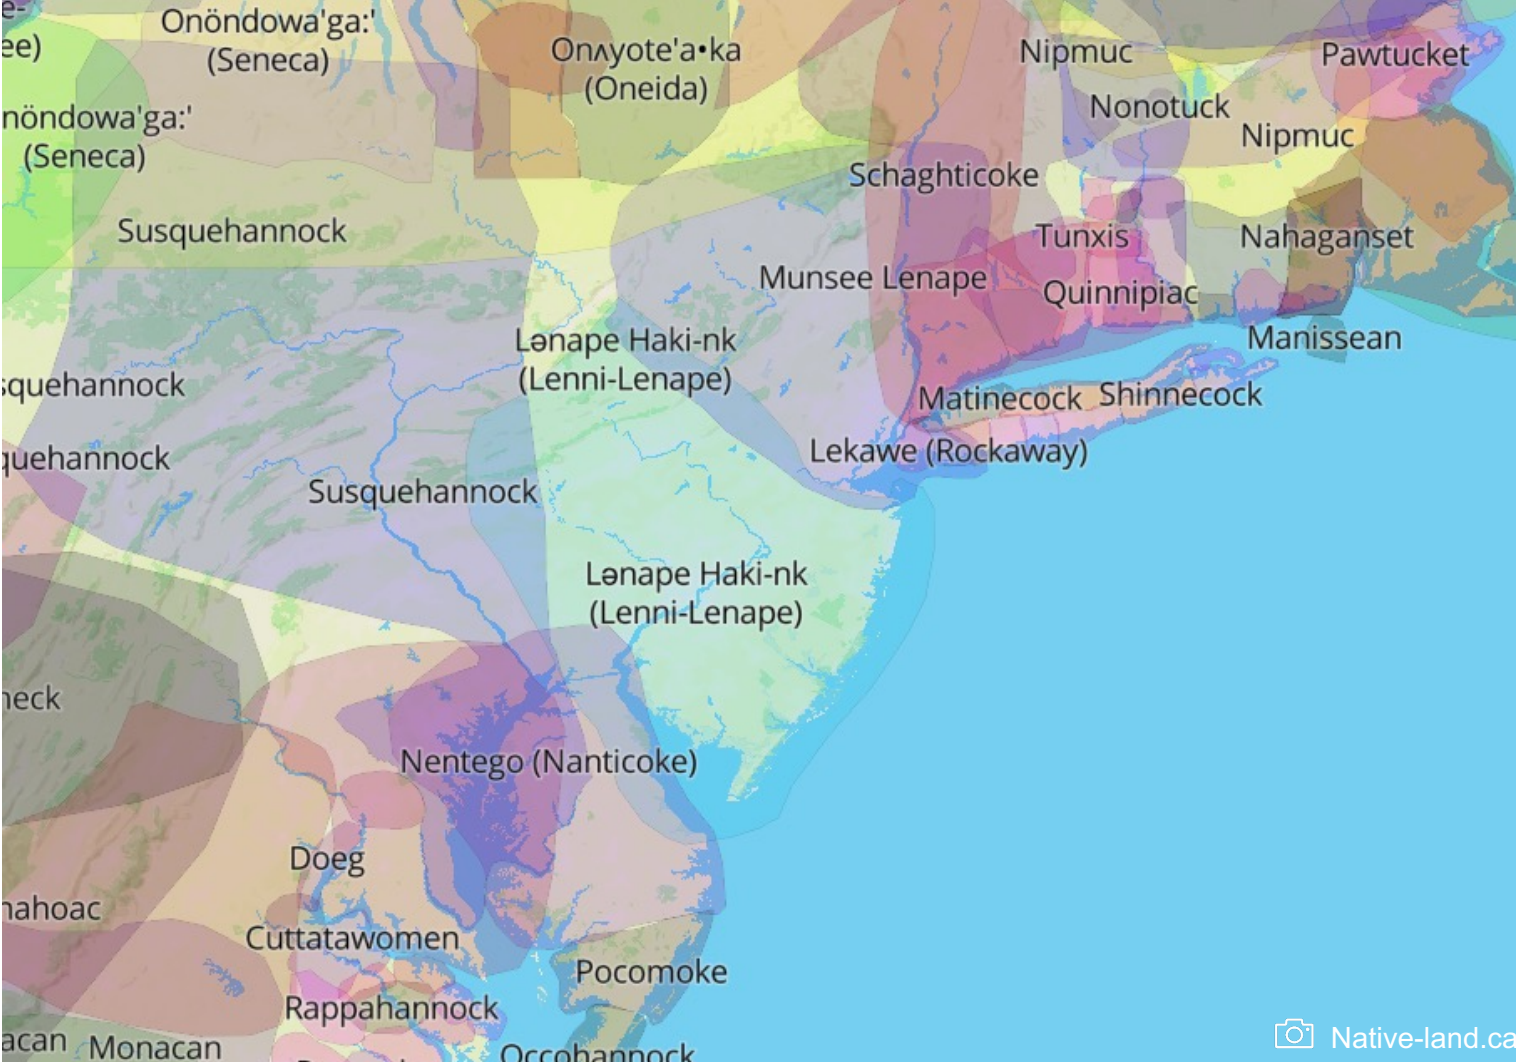 e-
Onöndowa'ga:'
(Seneca)
ee)
Onʌyote'a•ka
(Oneida)
Nipmuc
Pawtucket
nöndowa'ga:'
(Seneca)
Nonotuck
Nipmuc
Schaghticoke
Susquehannock
Tunxis
Nahaganset
Munsee Lenape
Quinnipiac
Lənape Haki-nk
(Lenni-Lenape)
Manissean
squehannock
Matinecock
Shinnecock
quehannock
Lekawe (Rockaway)
Susquehannock
Lənape Haki-nk
(Lenni-Lenape)
neck
Nentego (Nanticoke)
Doeg
nahoac
Cuttatawomen
Pocomoke
Rappahannock
acan
Monacan
Occohannock
Native-land.ca